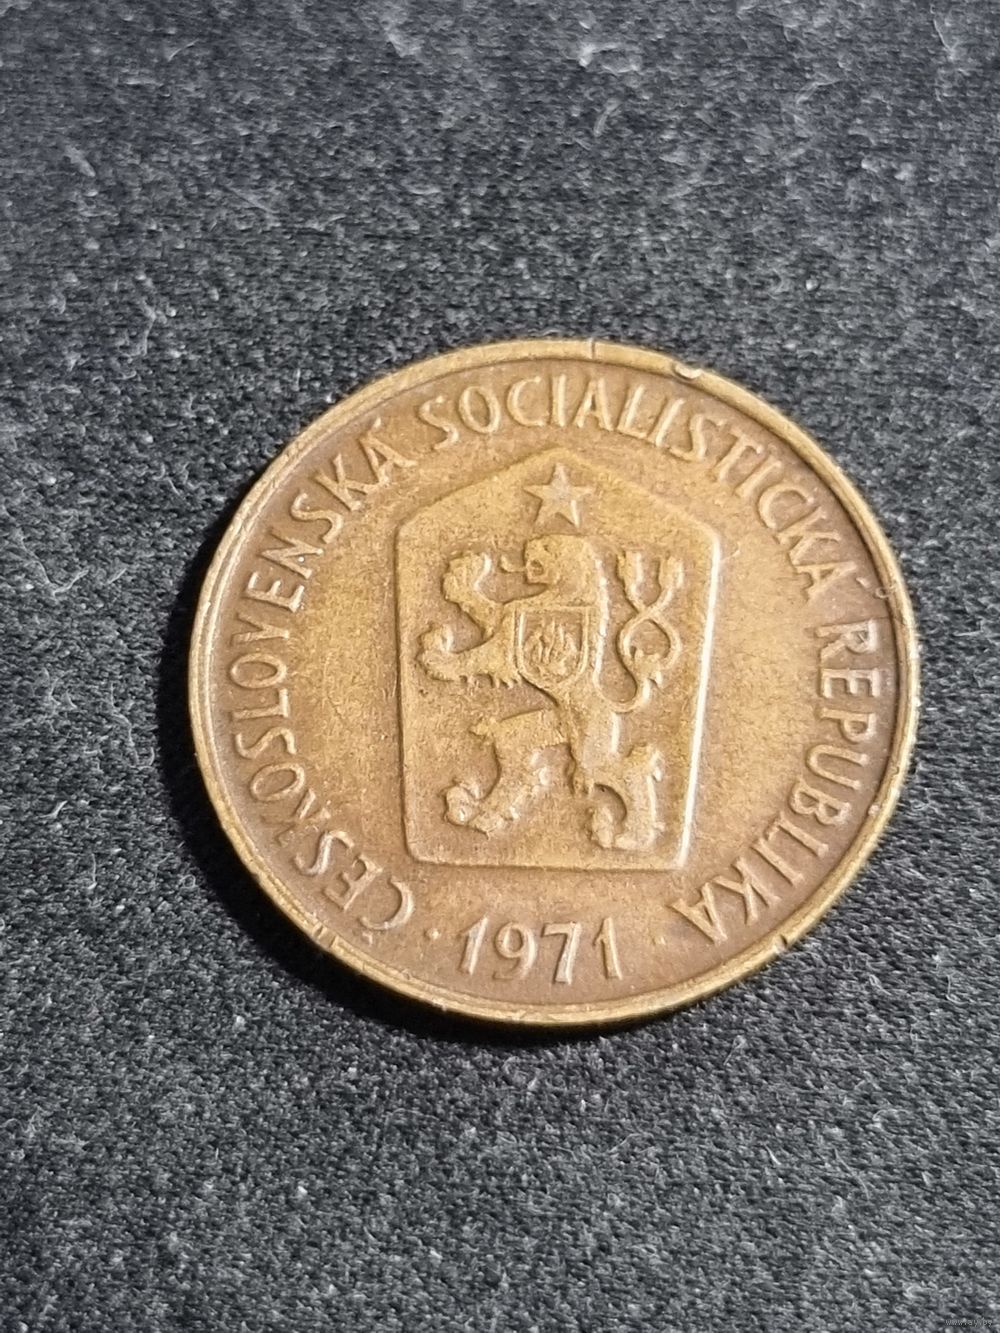 ČESKOSLOVENSKÁ SOCIALISTICKÁ REPUBLIKA
· 1971 ·